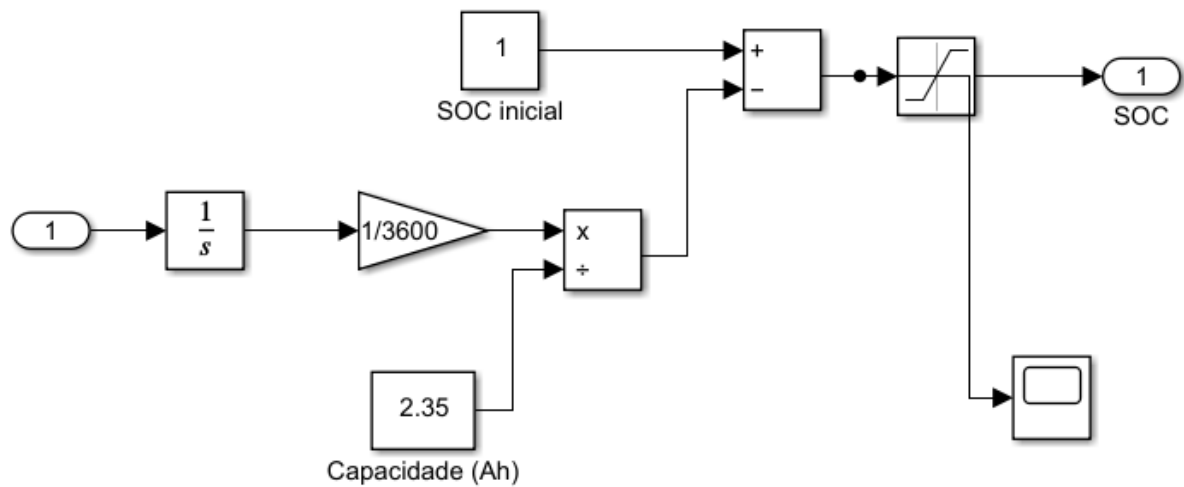 1
SOC inicial
+
−
1
SOC
1
1
s
1/3600
x
÷
2.35
Capacidade (Ah)